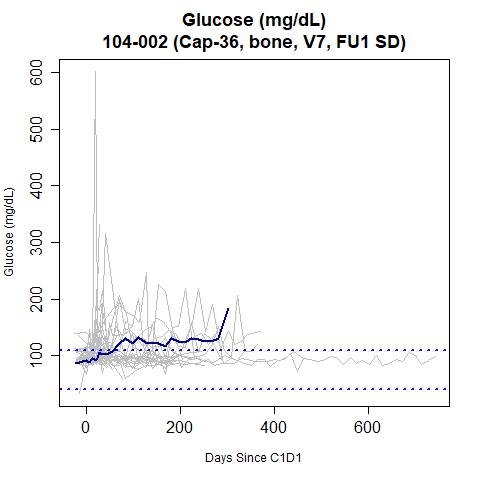 Glucose (mg/dL)
104-002 (Cap-36, bone, V7, FU1 SD)
Glucose (mg/dL)
600
500
400
300
200
100
0
200
400
600
Days Since C1D1